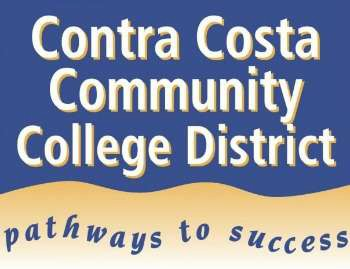 Contra Costa
Community
College District
pathways to success